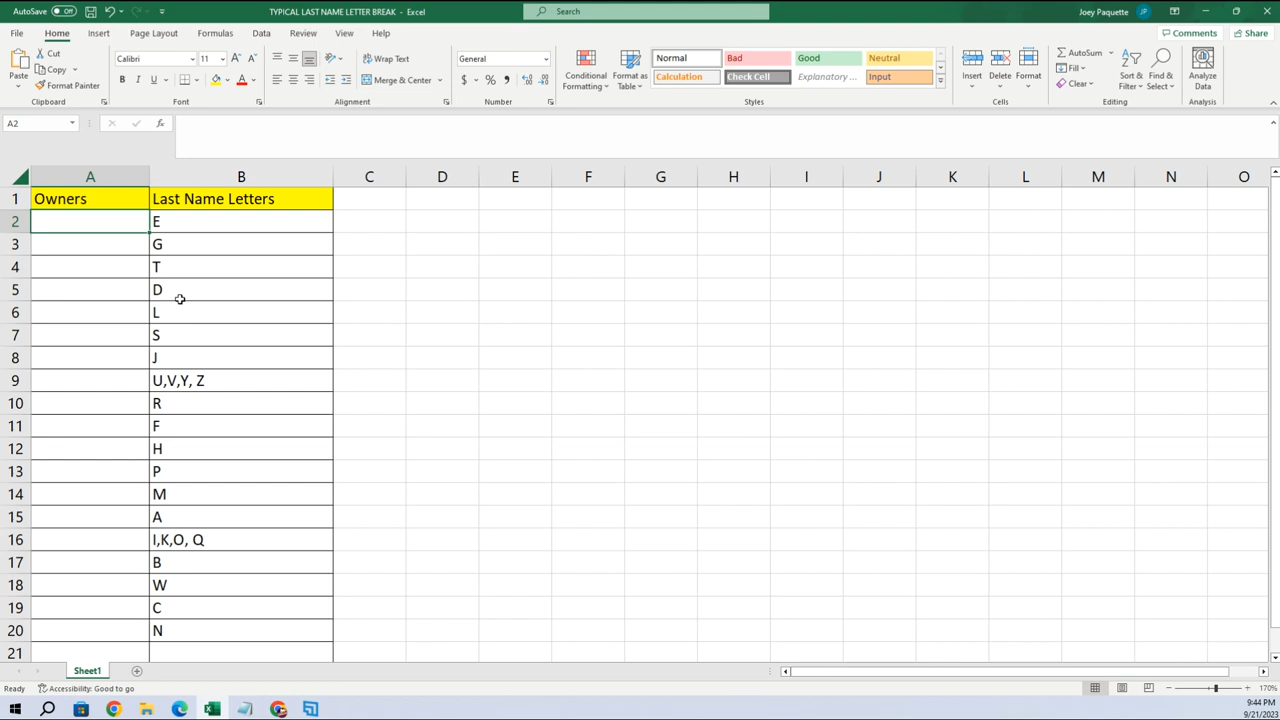 AutoSave Off TYPICAL LAST NAME LETTER BREAK - Excel Search Joey Paquette JP
File Home Insert Page Layout Formulas Data Review View Help Comments Share
Paste Cut Copy Format Painter Clipboard
Calibri 11 B I U A A Font
Wrap Text Merge & Center Alignment
General $ % , Number
Conditional Formatting Format as Table
Normal Bad Good Neutral
Calculation Check Cell Explanatory ... Input
Styles
Insert Delete Format Cells
AutoSum Fill Clear Sort & Filter Find & Select Editing
Analyze Data Analysis
A2 fx
A B C D E F G H I J K L M N O
1 Owners Last Name Letters
2 E
3 G
4 T
5 D
6 L
7 S
8 J
9 U,V,Y, Z
10 R
11 F
12 H
13 P
14 M
15 A
16 I,K,O, Q
17 B
18 W
19 C
20 N
21
Sheet1
Ready Accessibility: Good to go 170%
9:44 PM
9/21/2023